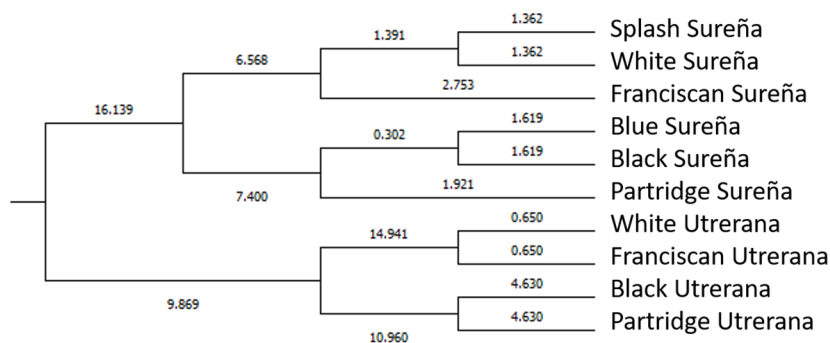 1.362
Splash Sureña
1.391
1.362
White Sureña
6.568
2.753
Franciscan Sureña
16.139
1.619
Blue Sureña
0.302
1.619
Black Sureña
7.400
1.921
Partridge Sureña
0.650
White Utrerana
14.941
0.650
Franciscan Utrerana
9.869
4.630
Black Utrerana
10.960
4.630
Partridge Utrerana